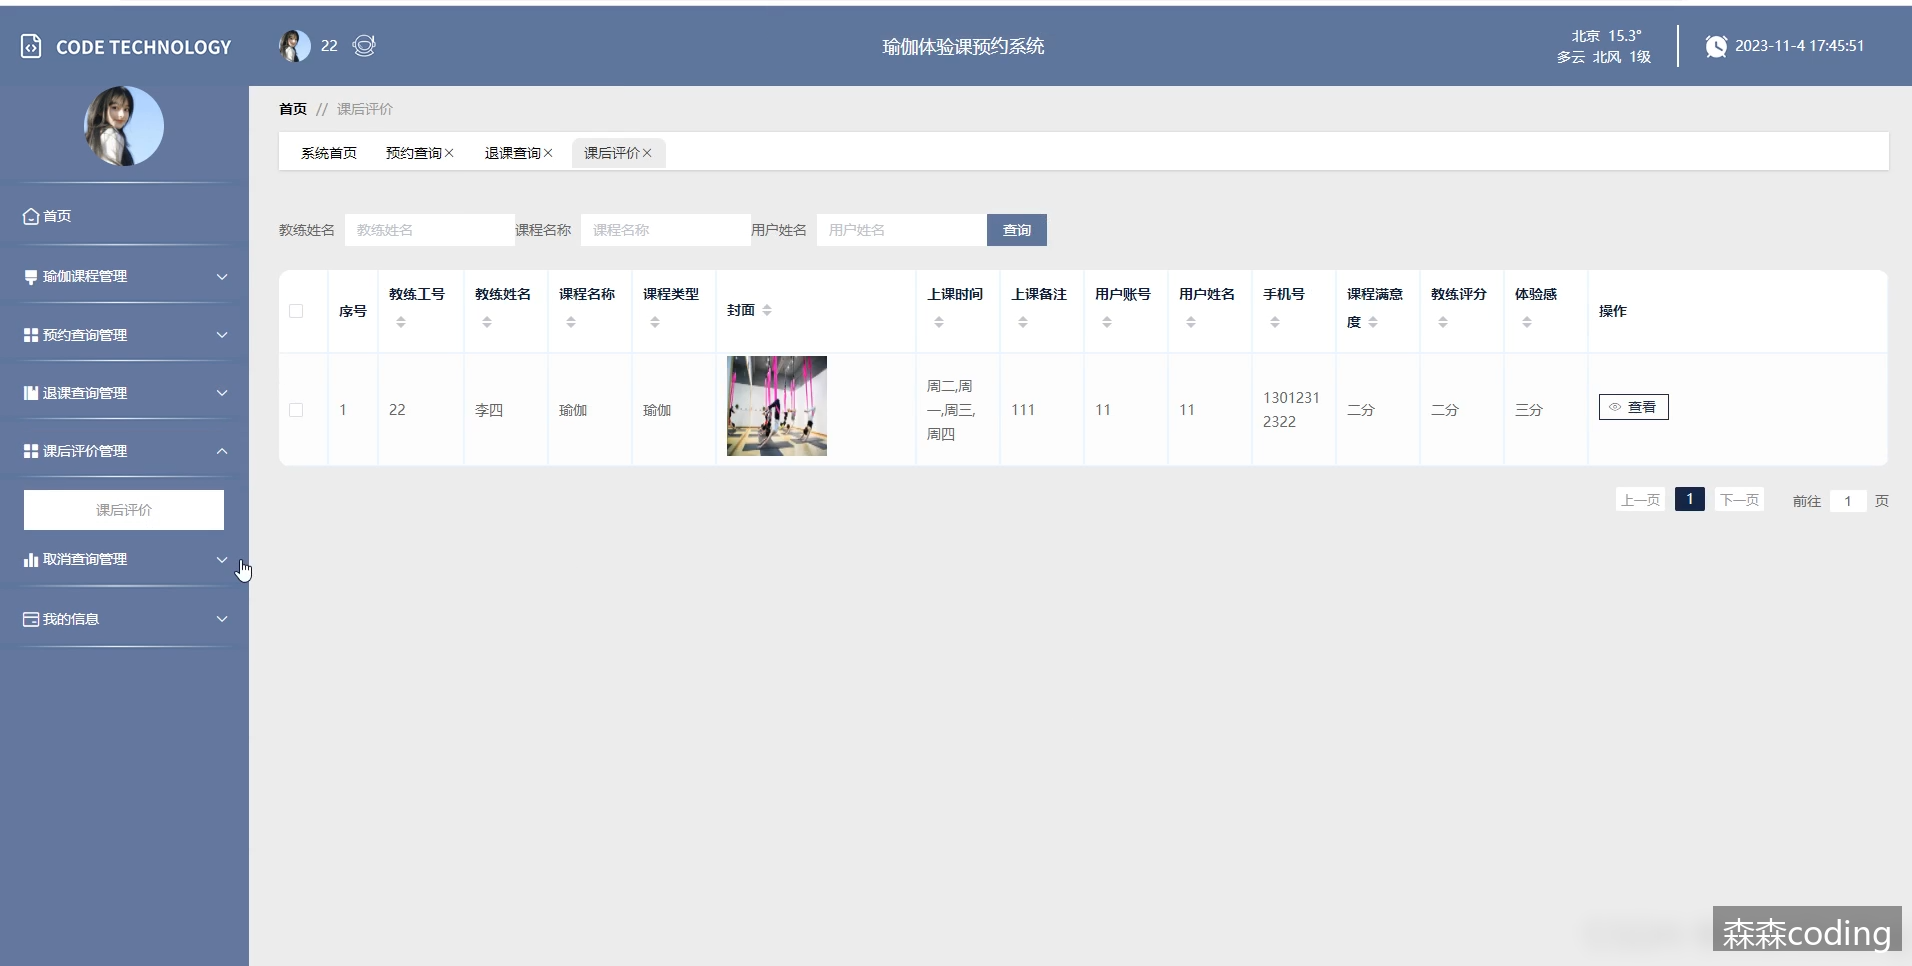 CODE TECHNOLOGY
22
瑜伽体验课预约系统
北京 15.3°
多云 北风 1级
2023-11-4 17:45:51
首页 // 课后评价
系统首页 预约查询 退课查询 课后评价
首页
瑜伽课程管理
预约查询管理
退课查询管理
课后评价管理
课后评价
取消查询管理
我的信息
教练姓名 教练姓名 课程名称 课程名称 用户姓名 用户姓名 查询
序号 教练工号 教练姓名 课程名称 课程类型 封面 上课时间 上课备注 用户账号 用户姓名 手机号 课程满意度 教练评分 体验感 操作
1 22 李四 瑜伽 瑜伽 周二,周一,周三,周四 111 11 11 13012312322 二分 二分 三分 查看
上一页 1 下一页 前往 1 页
森森coding